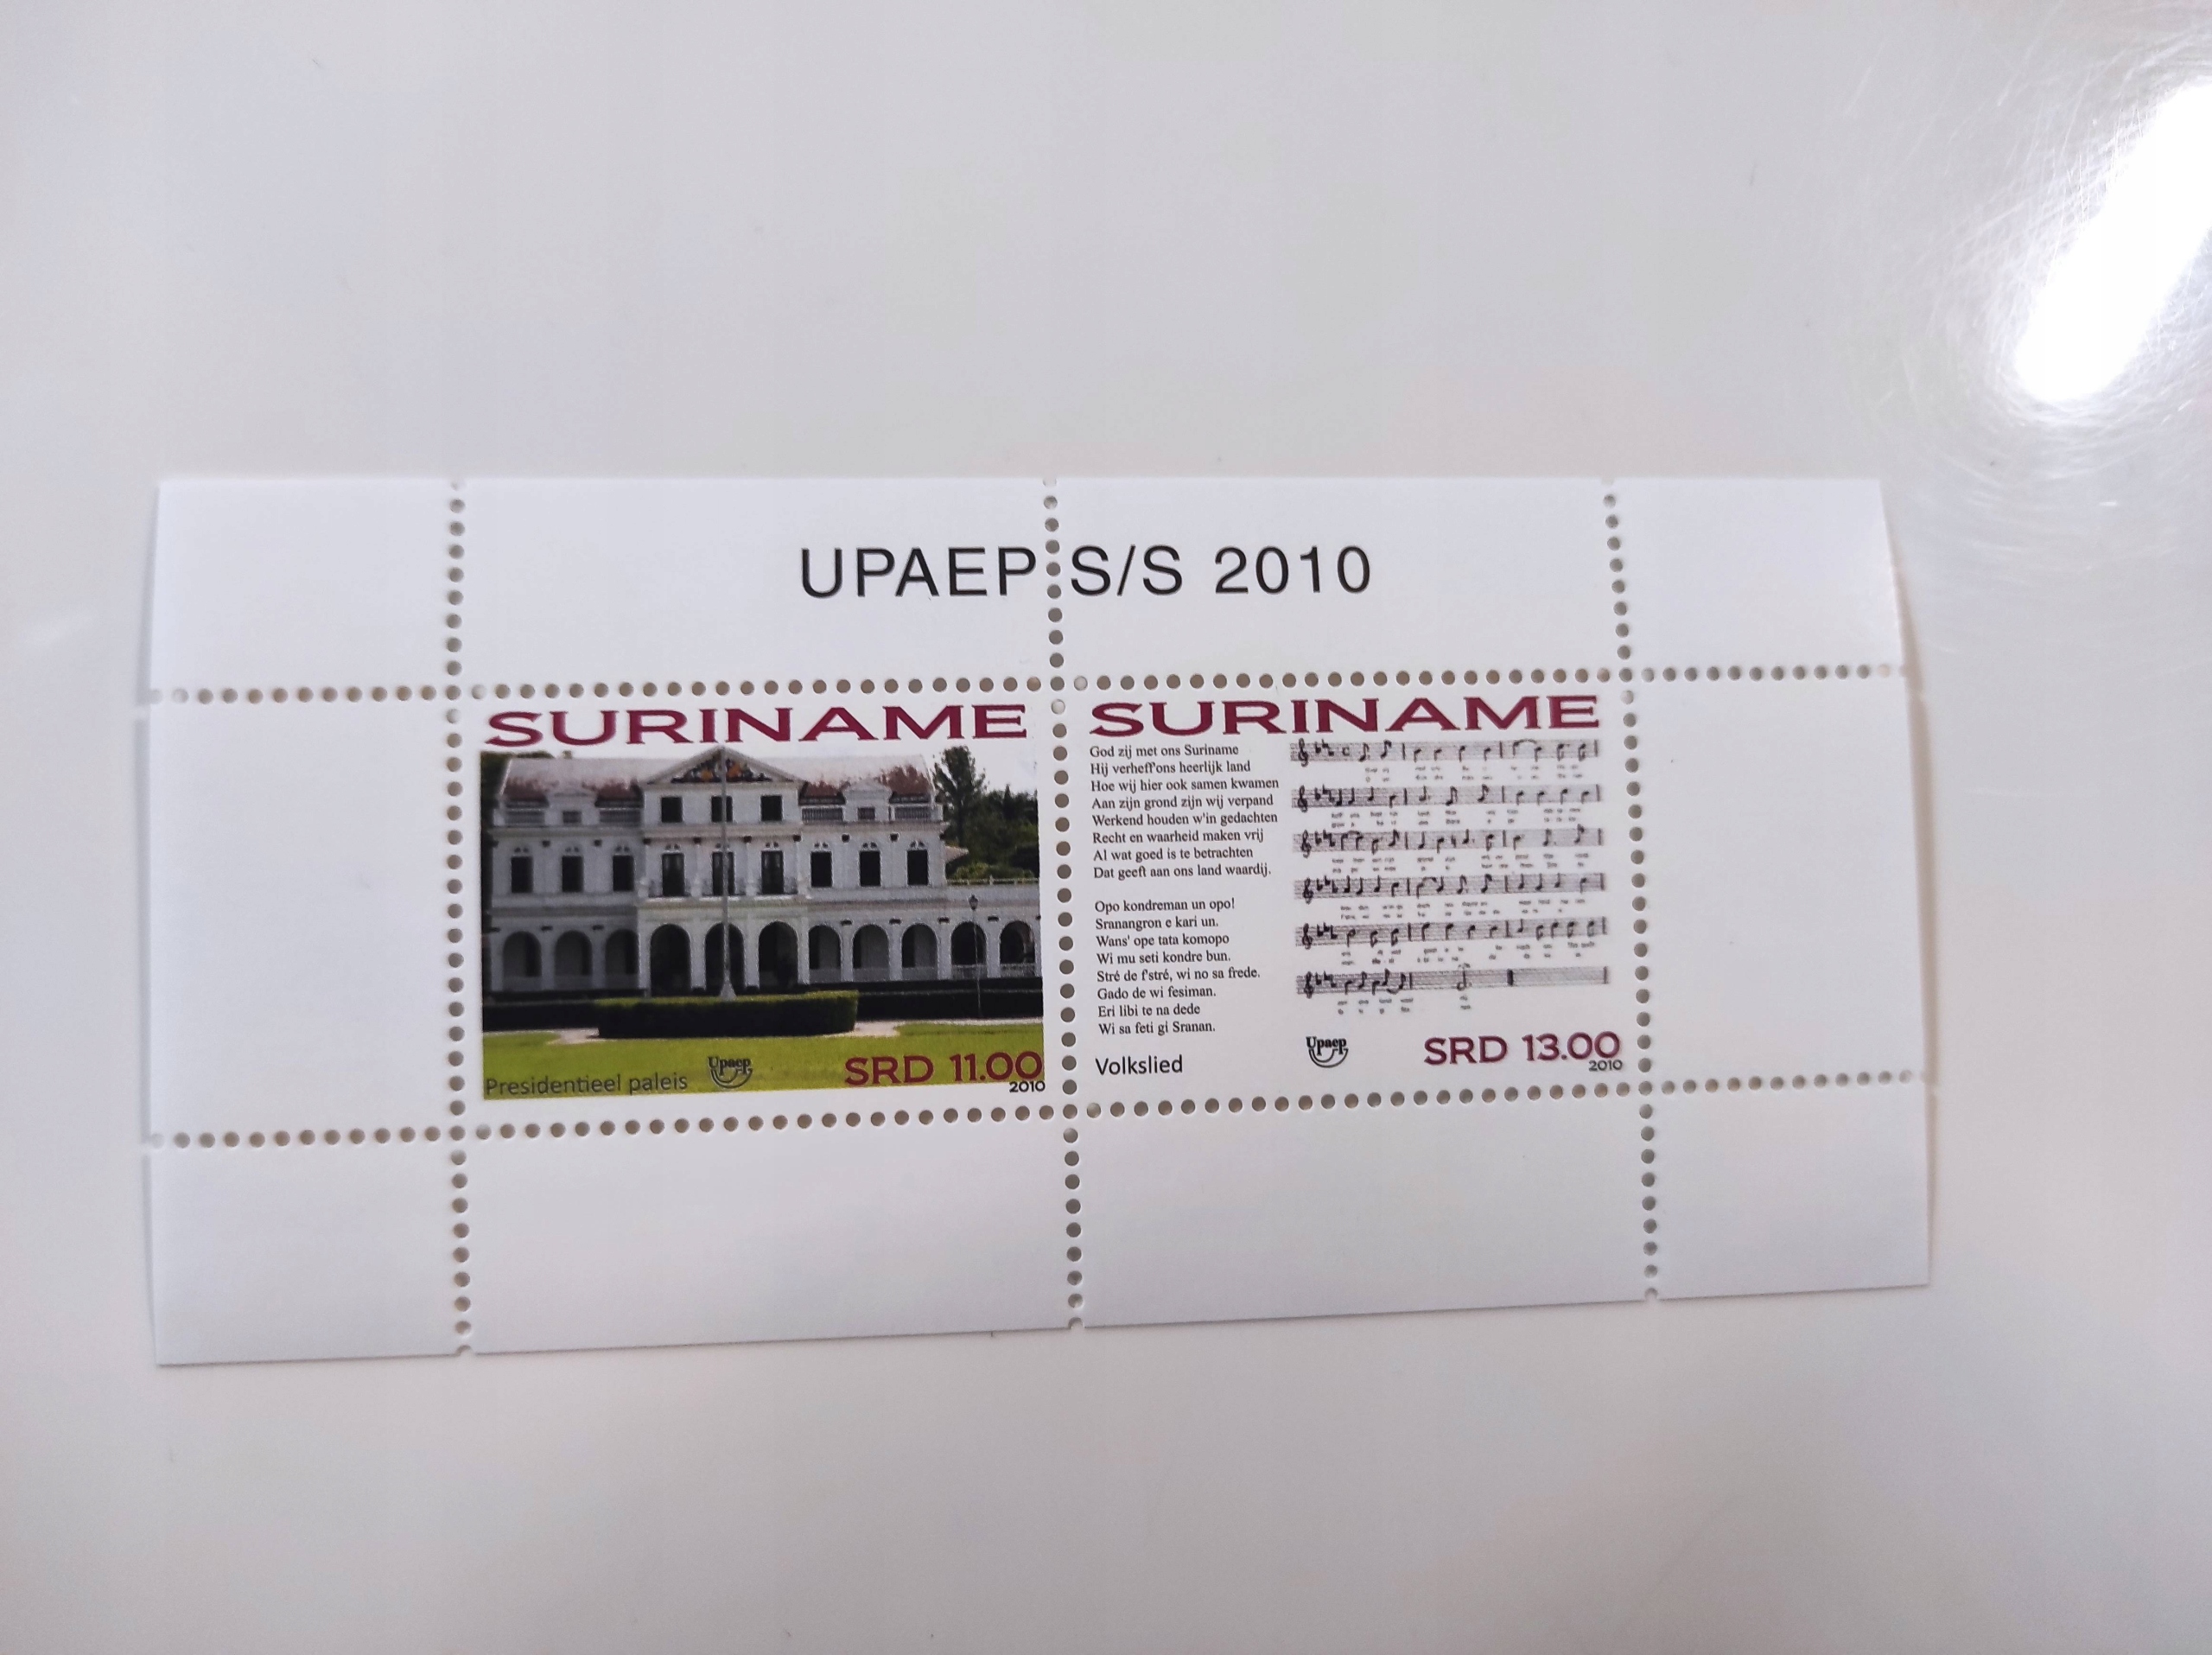 UPAEP S/S 2010
SURINAME
Presidentieel paleis
Upaep
SRD 11.00
2010
SURINAME
God zij met ons Suriname
Hij verheff'ons heerlijk land
Hoe wij hier ook samen kwamen
Aan zijn grond zijn wij verpand
Werkend houden w'in gedachten
Recht en waarheid maken vrij
Al wat goed is te betrachten
Dat geeft aan ons land waardij.
Opo kondreman un opo!
Sranangron e kari un.
Wans' ope tata komopo
Wi mu seti kondre bun.
Stré de f'stré, wi no sa frede.
Gado de wi fesiman.
Eri libi te na dede
Wi sa feti gi Sranan.
Volkslied
Upaep
SRD 13.00
2010